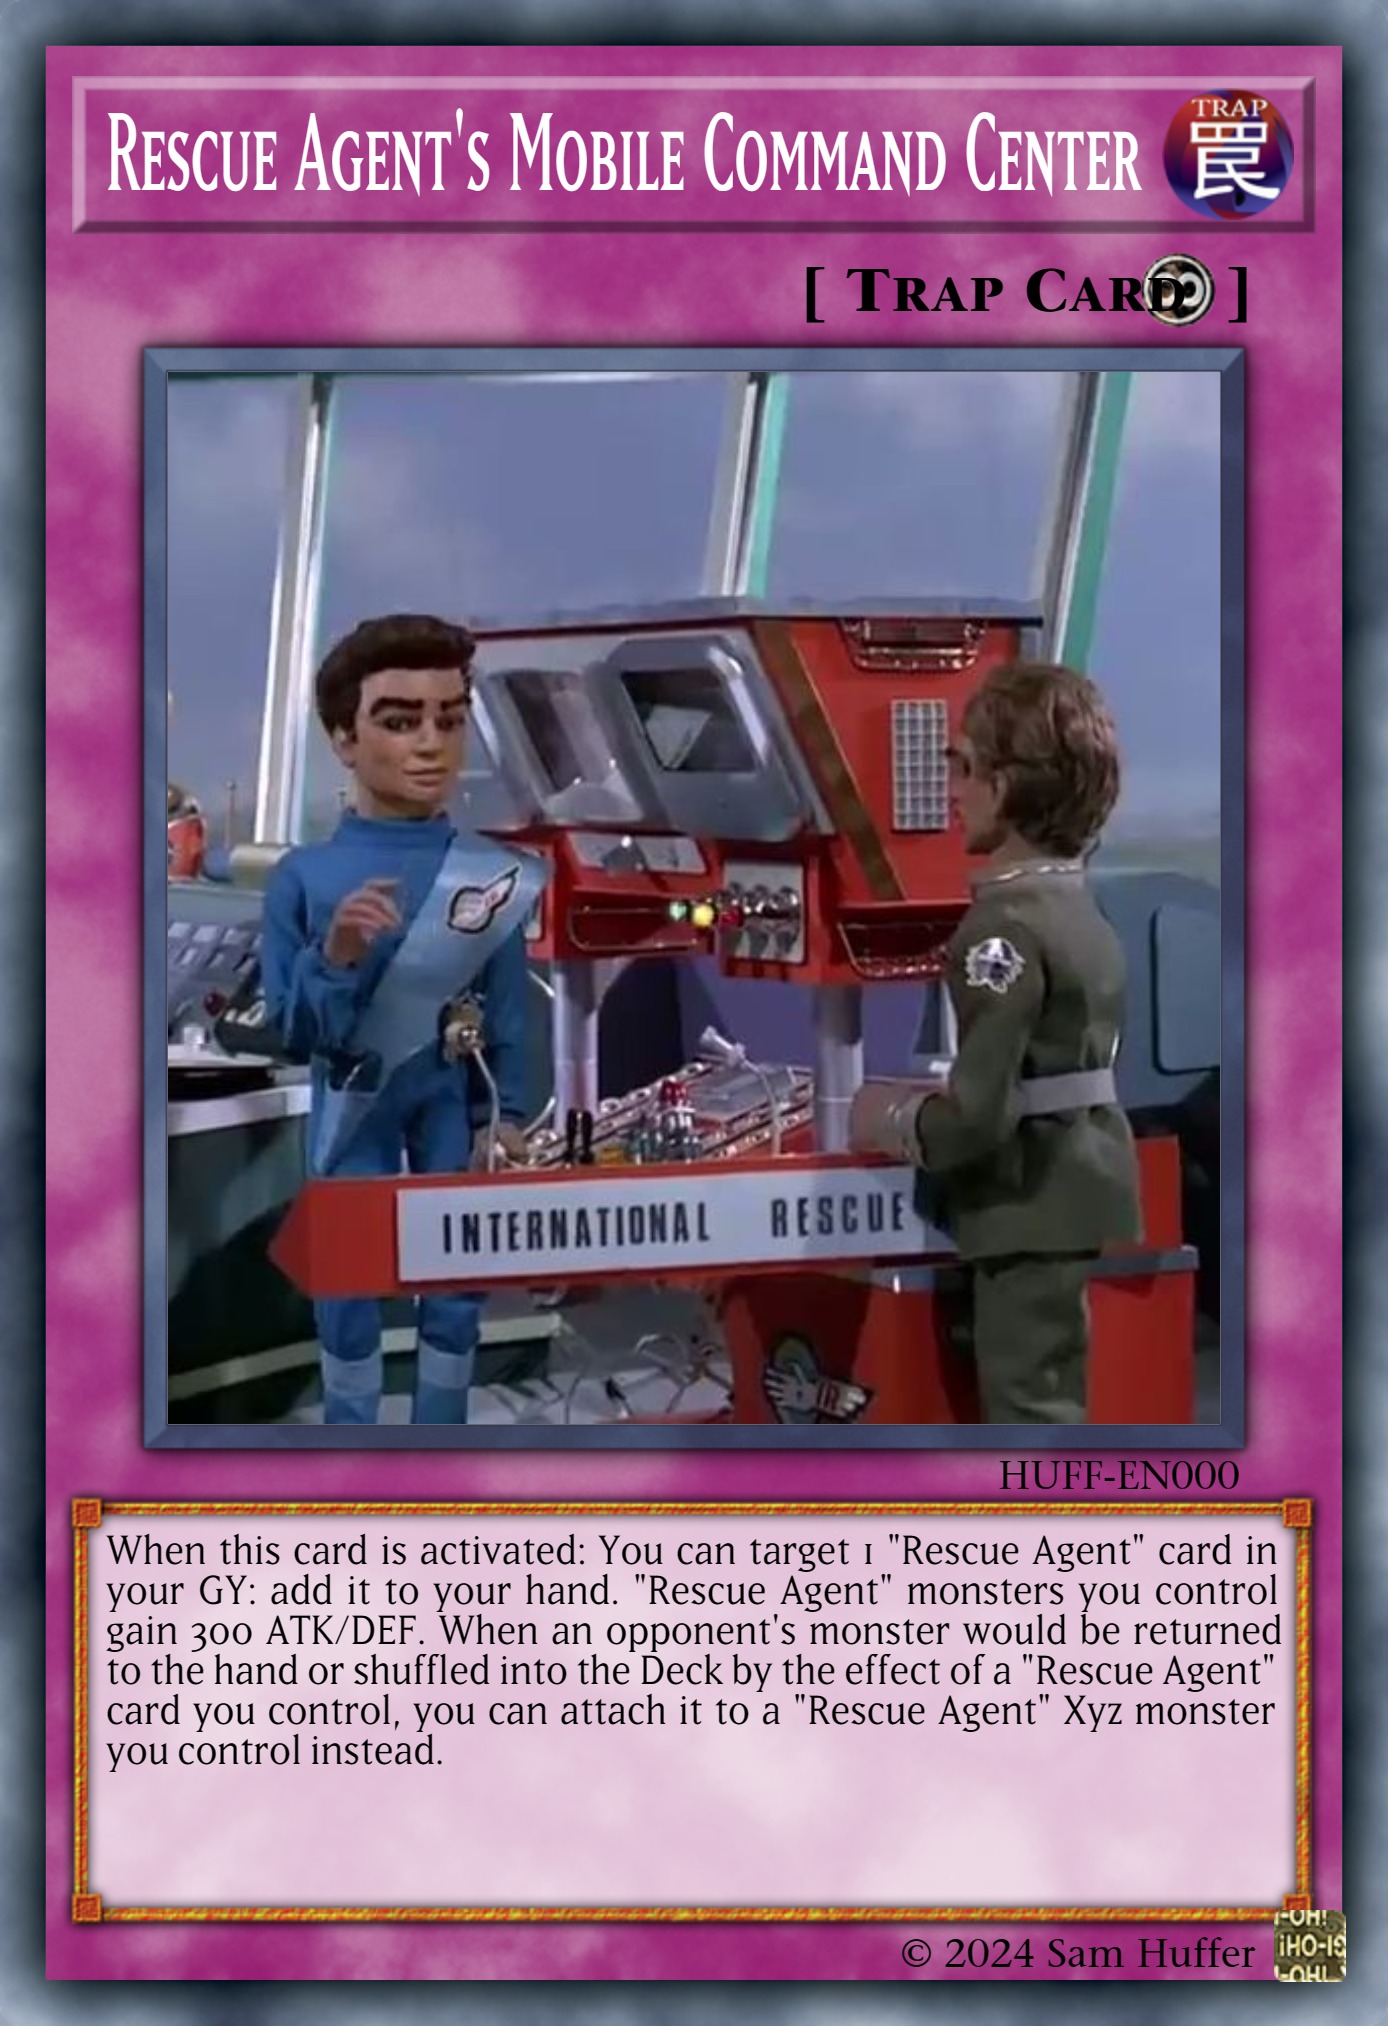 RESCUE AGENT'S MOBILE COMMAND CENTER
TRAP
罠
[ TRAP CARD ]
INTERNATIONAL RESCUE
IR
HUFF-EN000
When this card is activated: You can target 1 "Rescue Agent" card in
your GY: add it to your hand. "Rescue Agent" monsters you control
gain 300 ATK/DEF. When an opponent's monster would be returned
to the hand or shuffled into the Deck by the effect of a "Rescue Agent"
card you control, you can attach it to a "Rescue Agent" Xyz monster
you control instead.
© 2024 Sam Huffer